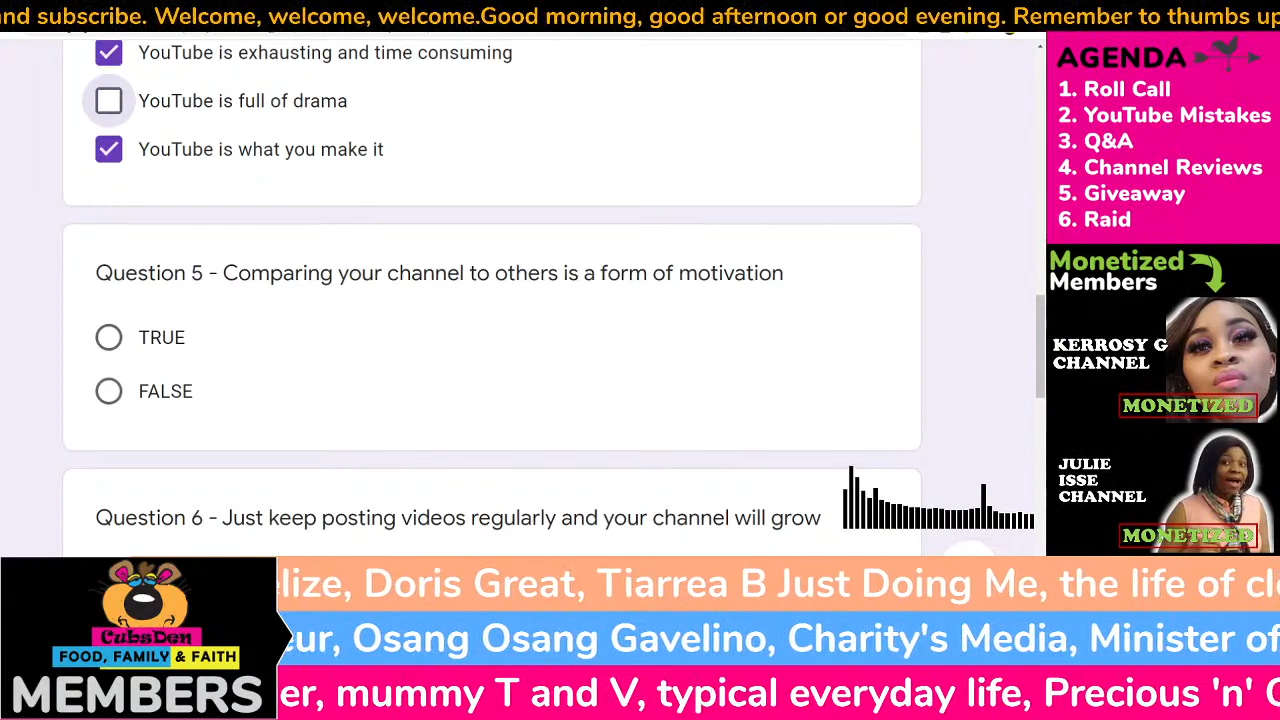 and subscribe. Welcome, welcome, welcome.Good morning, good afternoon or good evening. Remember to thumbs up
YouTube is exhausting and time consuming
YouTube is full of drama
YouTube is what you make it
Question 5 - Comparing your channel to others is a form of motivation
TRUE
FALSE
Question 6 - Just keep posting videos regularly and your channel will grow
AGENDA
1. Roll Call
2. YouTube Mistakes
3. Q&A
4. Channel Reviews
5. Giveaway
6. Raid
Monetized
Members
KERROSY G
CHANNEL
MONETIZED
JULIE
ISSE
CHANNEL
MONETIZED
CubsDen
FOOD, FAMILY & FAITH
MEMBERS
elize, Doris Great, Tiarrea B Just Doing Me, the life of
eur, Osang Osang Gavelino, Charity's Media, Minister of
er, mummy T and V, typical everyday life, Precious 'n'